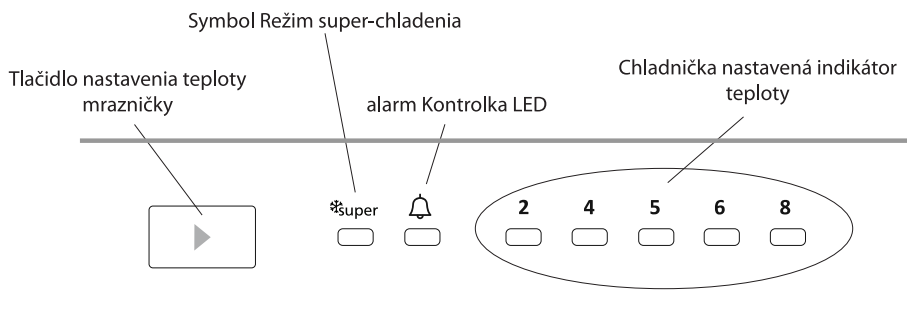 Symbol Režim super-chladenia
Tlačidlo nastavenia teploty
mrazničky
alarm Kontrolka LED
Chladnička nastavená indikátor
teploty
super
2 4 5 6 8